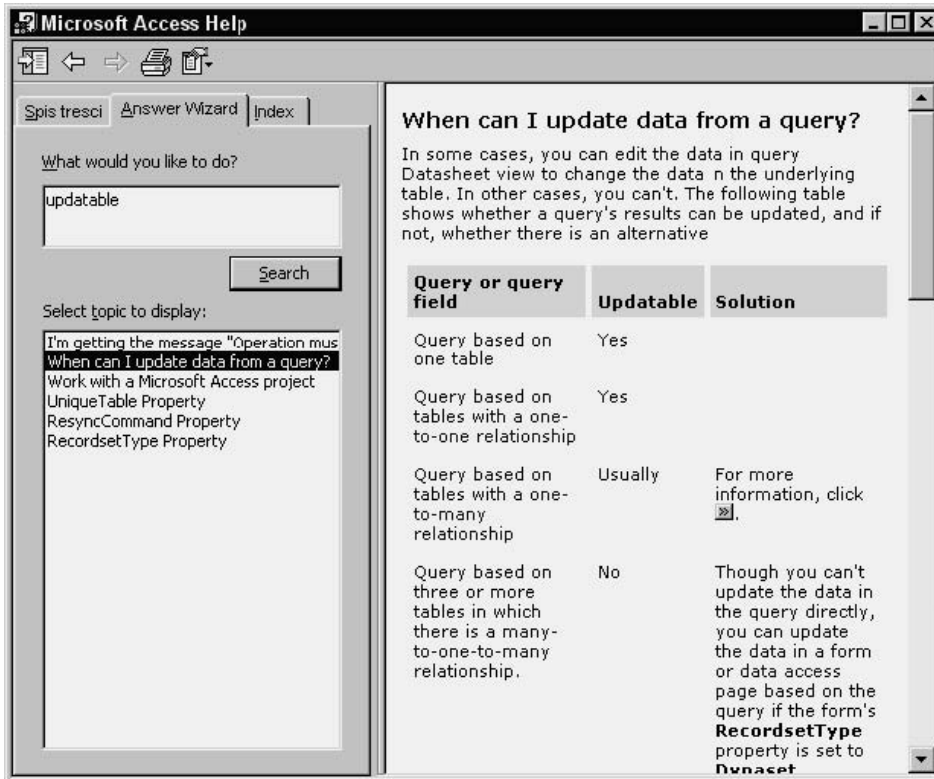 Microsoft Access Help
Spis tresci
Answer Wizard
Index
What would you like to do?
updatable
Search
Select topic to display:
I'm getting the message "Operation mus
When can I update data from a query?
Work with a Microsoft Access project
UniqueTable Property
ResyncCommand Property
RecordsetType Property
When can I update data from a query?
In some cases, you can edit the data in query
Datasheet view to change the data n the underlying
table. In other cases, you can't. The following table
shows whether a query's results can be updated, and if
not, whether there is an alternative
Query or query
field
Updatable
Solution
Query based on
one table
Yes
Query based on
tables with a one-
to-one relationship
Yes
Query based on
tables with a one-
to-many
relationship
Usually
For more
information, click
».
Query based on
three or more
tables in which
there is a many-
to-one-to-many
relationship.
No
Though you can't
update the data in
the query directly,
you can update
the data in a form
or data access
page based on the
query if the form's
RecordsetType
property is set to
Dynaset